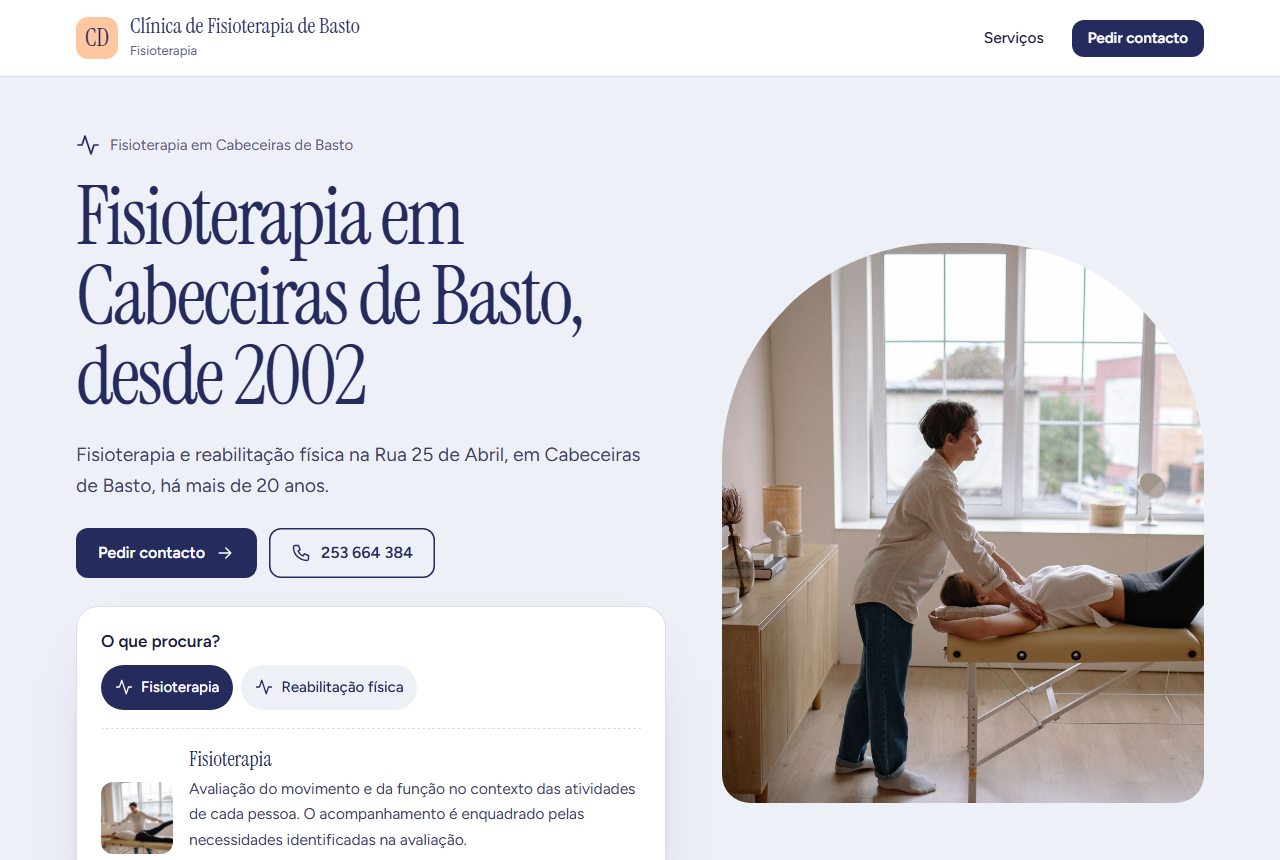 CD
Clínica de Fisioterapia de Basto
Fisioterapia
Serviços
Pedir contacto
Fisioterapia em Cabeceiras de Basto
Fisioterapia em
Cabeceiras de Basto,
desde 2002
Fisioterapia e reabilitação física na Rua 25 de Abril, em Cabeceiras
de Basto, há mais de 20 anos.
Pedir contacto
253 664 384
O que procura?
Fisioterapia
Reabilitação física
Fisioterapia
Avaliação do movimento e da função no contexto das atividades
de cada pessoa. O acompanhamento é enquadrado pelas
necessidades identificadas na avaliação.